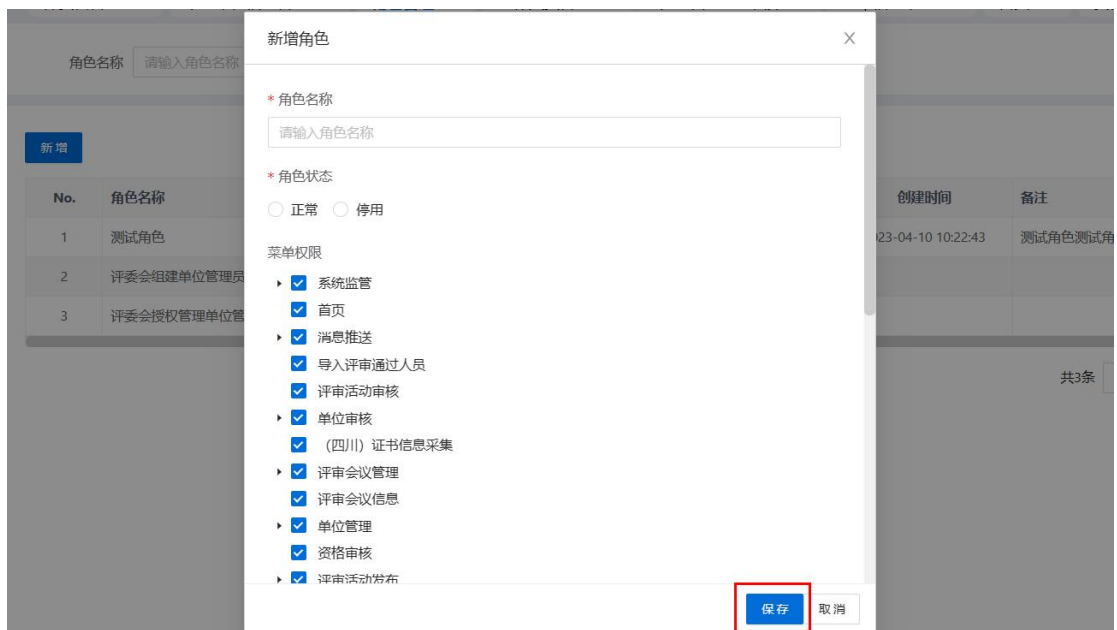 新增角色
角色名称 请输入角色名称
* 角色名称
请输入角色名称
新增
* 角色状态
正常 停用
No. 角色名称 创建时间 备注
1 测试角色 023-04-10 10:22:43 测试角色测试角
2 评委会组建单位管理员
3 评委会授权管理单位管
菜单权限
系统监管
首页
消息推送
导入评审通过人员
评审活动审核
共3条
单位审核
（四川）证书信息采集
评审会议管理
评审会议信息
单位管理
资格审核
评审活动发布
保存 取消